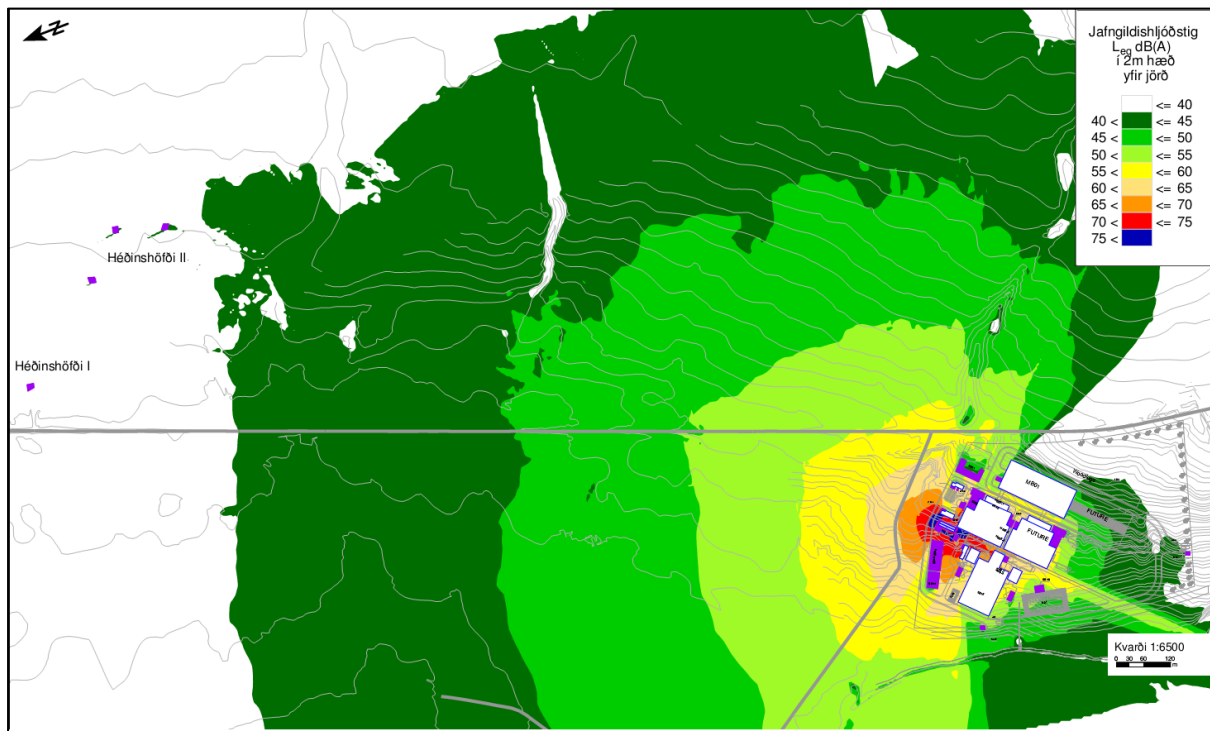 N
Jafngildishljóðstig
Leg dB(A)
í 2m hæð
yfir jörð
<= 40
40 < <= 45
45 < <= 50
50 < <= 55
55 < <= 60
60 < <= 65
65 < <= 70
70 < <= 75
75 <
Héðinshöfði II
Héðinshöfði I
FUTURE
FUTURE
Kvarði 1:6500
0 30 60 120
m